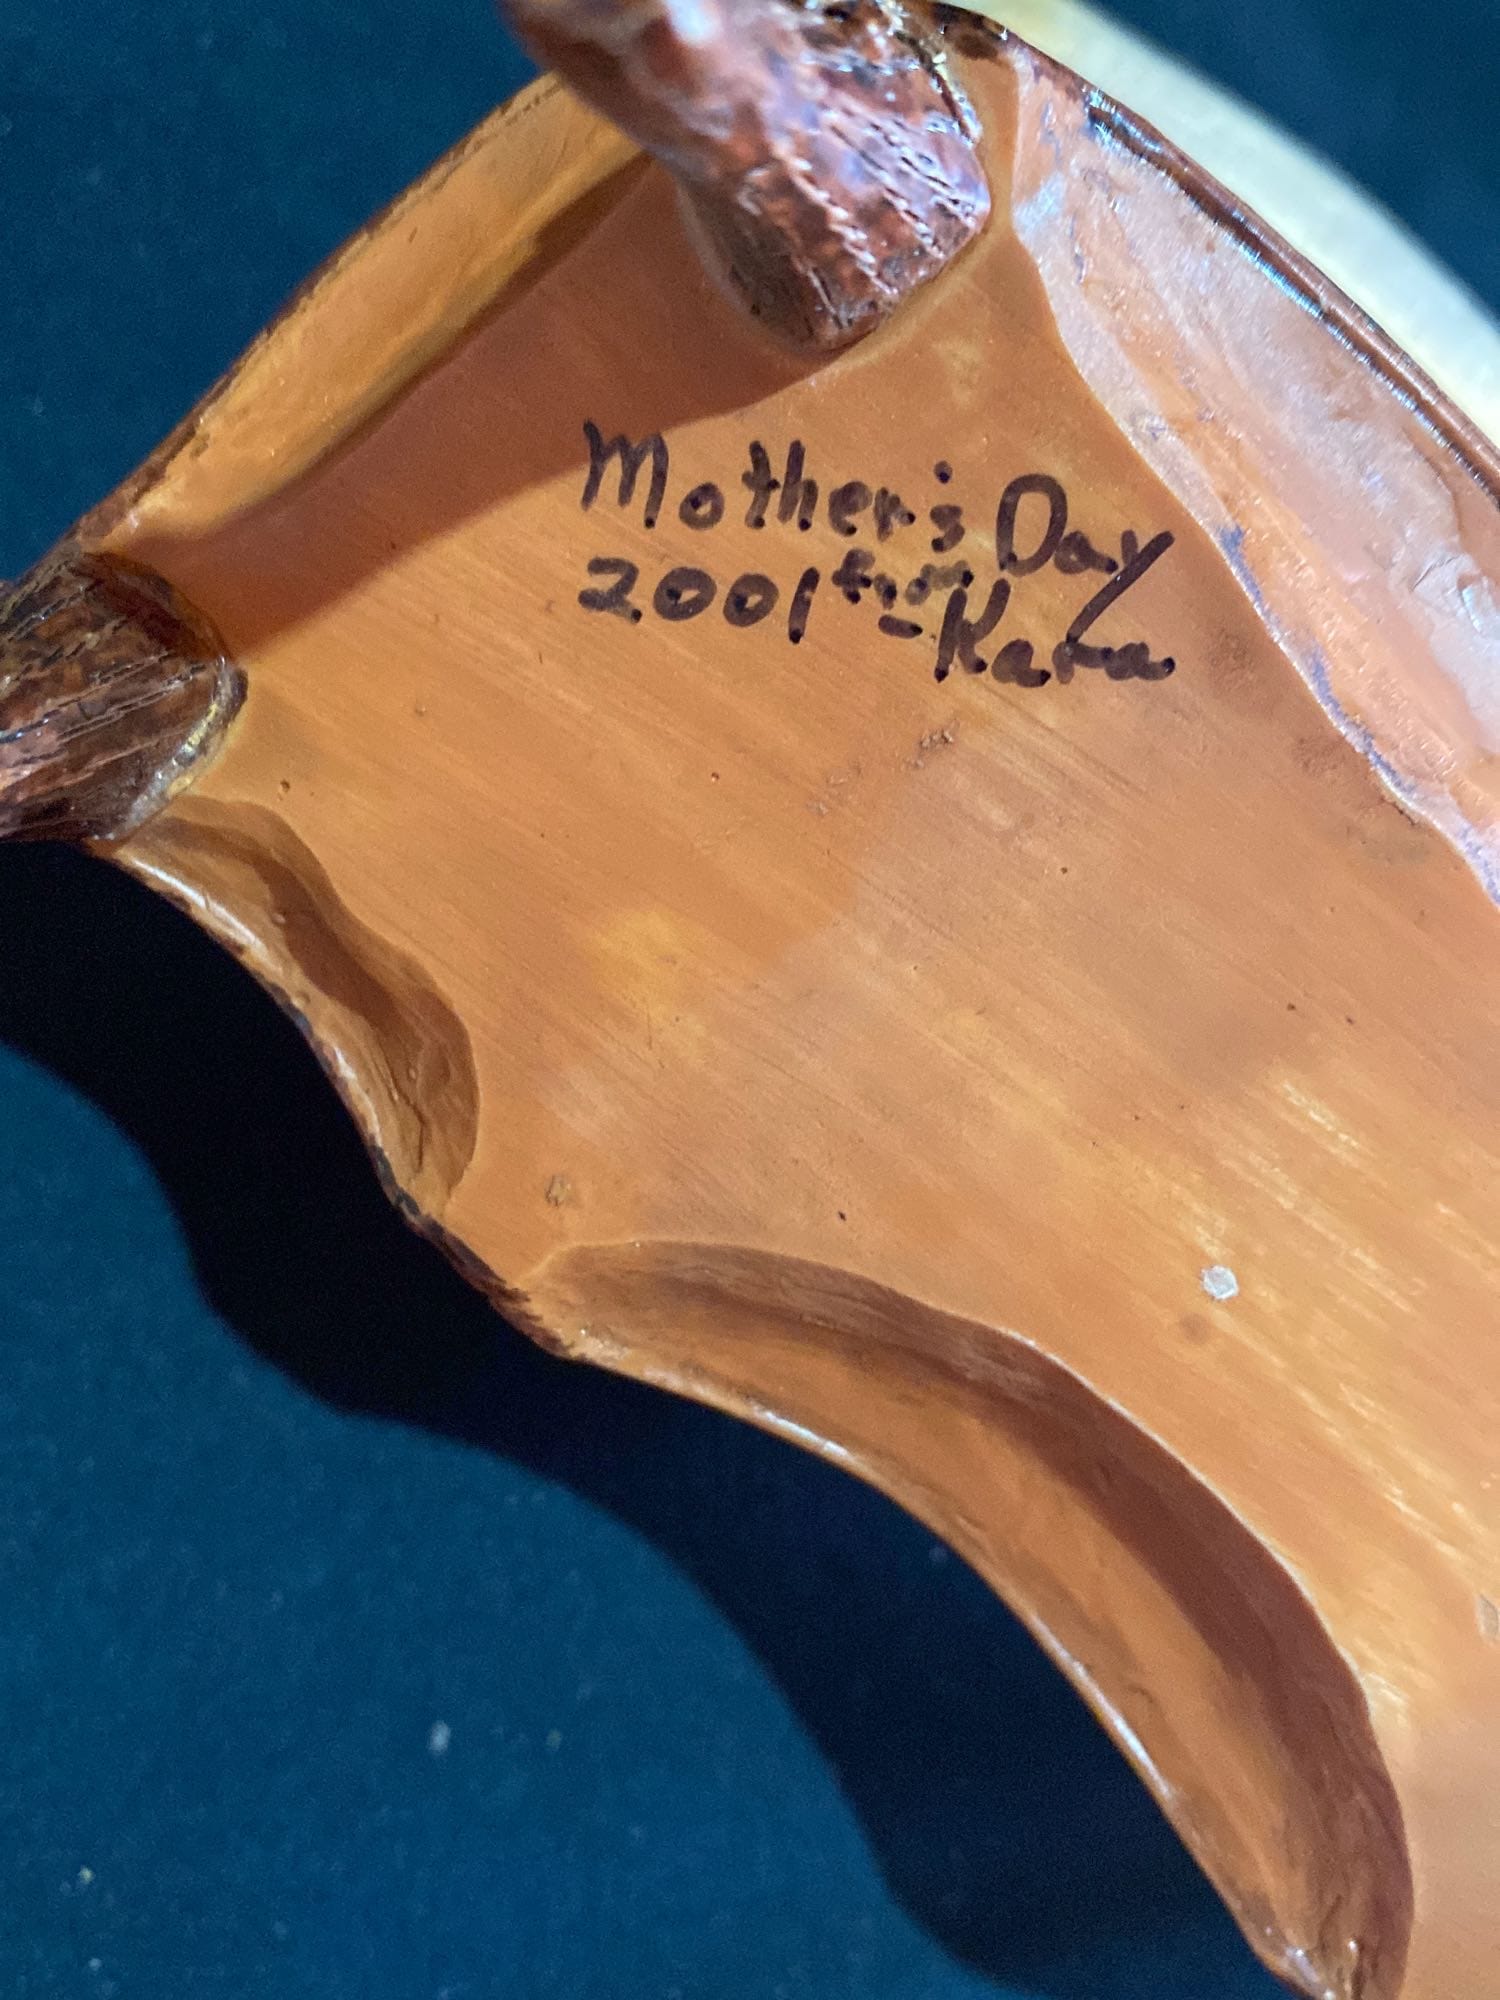 Mother's Day
2001 from
- Kara